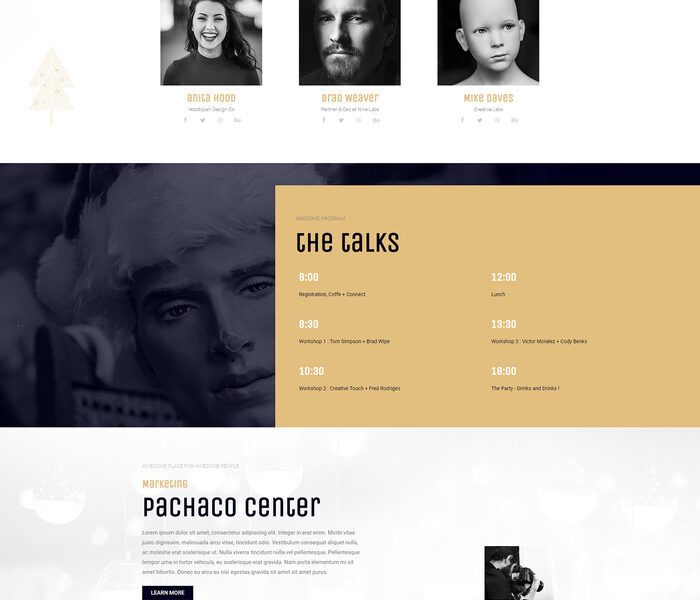 anita Hood
Hoodzpah Design Co
Brad Weaver
Partner & Ceo at Nine Labs
Mike Daves
Creative Labs
AWESOME PROGRAM
the talks
8:00
Registration, Coffe + Connect
8:30
Workshop 1 : Tom Simpson + Brad Wipe
10:30
Workshop 2 : Creative Touch + Fred Rodriges
12:00
Lunch
13:30
Workshop 3 : Victor Moralez + Cody Benks
18:00
The Party - Drinks and Drinks !
AWESOME PLACE FOR AWESOME PEOPLE
Marketing
Pachaco Center
Lorem ipsum dolor sit amet, consectetur adipiscing elit. Integer in erat enim. Morbi vitae
justo dignissim, malesuada arcu vitae, tincidunt odio. Vestibulum consequat aliquet nulla,
ac molestie erat scelerisque ut. Nulla viverra tincidunt nulla vel pellentesque. Pellentesque
tempor urna in tortor vehicula, en pellentesque diam vulputate. Nam porta elementum mi sit
amet lobortis. Donec eu arcu eu nisi egestas gravida sit amet sit amet purus.
LEARN MORE